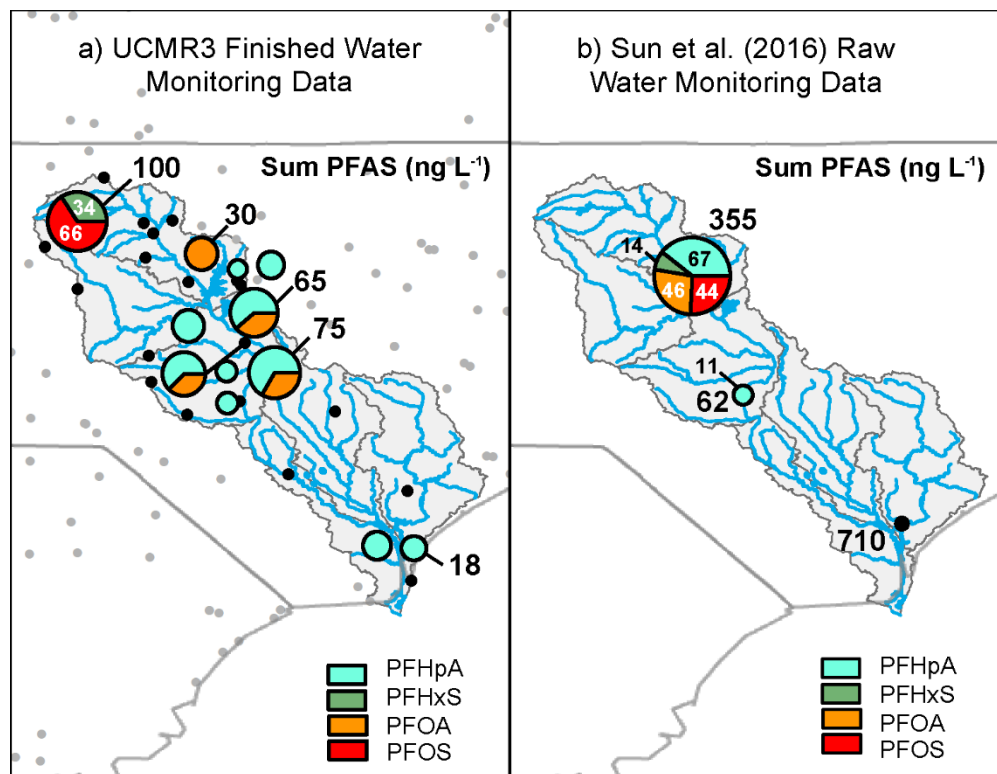 a) UCMR3 Finished Water
Monitoring Data
Sum PFAS (ng L⁻¹)
100
34
66
30
65
75
18
PFHpA
PFHxS
PFOA
PFOS
b) Sun et al. (2016) Raw
Water Monitoring Data
Sum PFAS (ng L⁻¹)
355
14
67
46
44
11
62
710
PFHpA
PFHxS
PFOA
PFOS